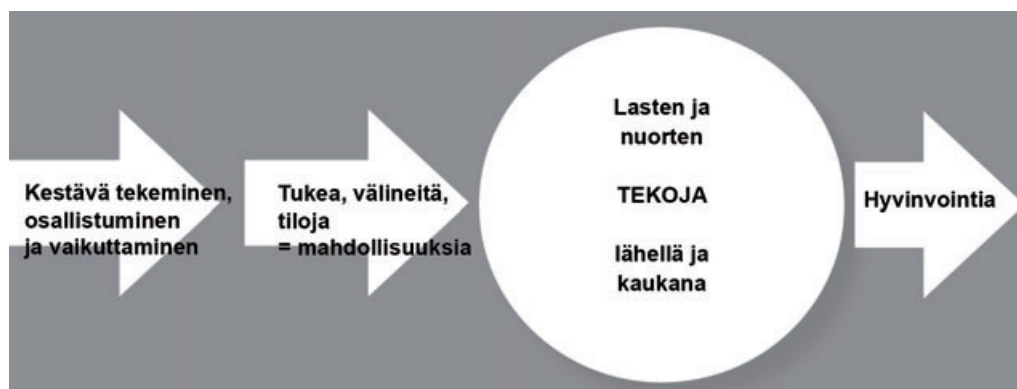 Kestävä tekeminen,
osallistuminen
ja vaikuttaminen
Tukea, välineitä,
tiloja
= mahdollisuuksia
Lasten ja
nuorten
TEKOJA
lähellä ja
kaukana
Hyvinvointia